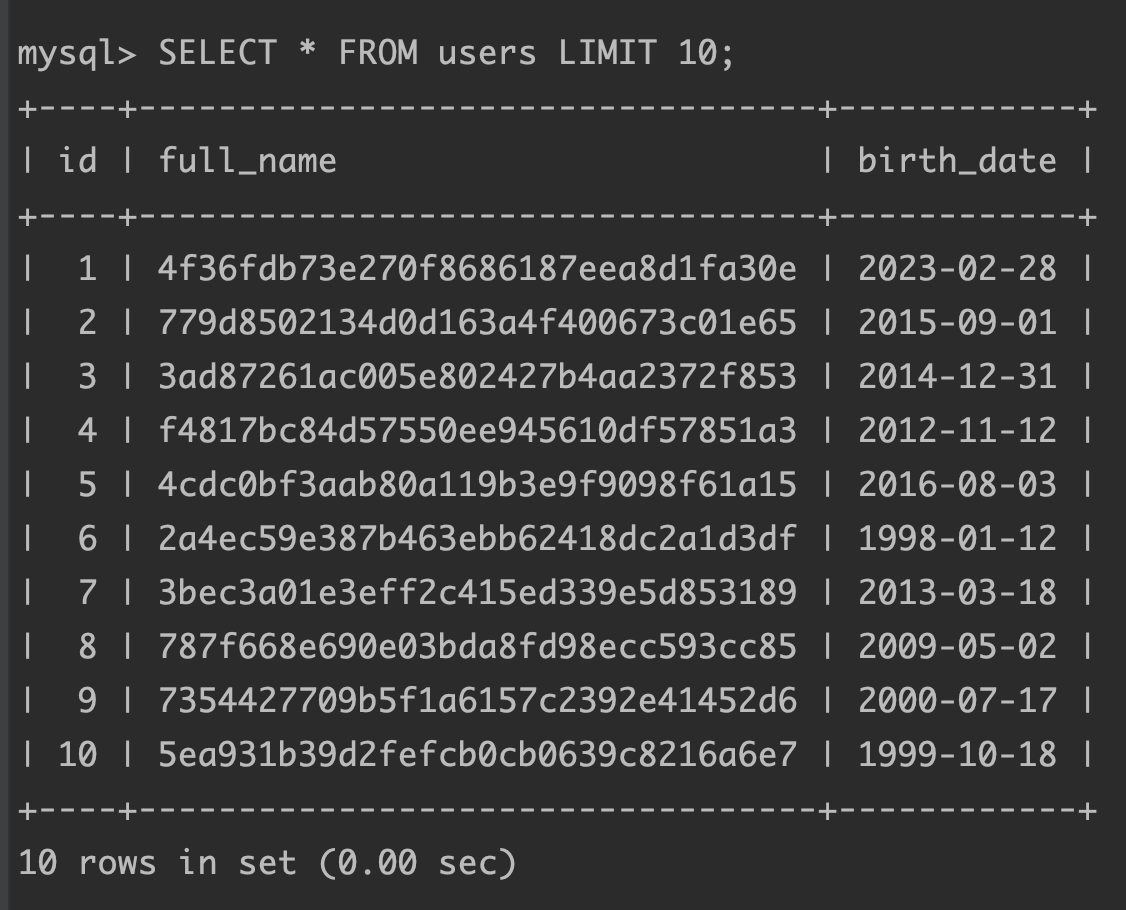 mysql> SELECT * FROM users LIMIT 10;
+----+----------------------------------+------------+
| id | full_name                        | birth_date |
+----+----------------------------------+------------+
|  1 | 4f36fdb73e270f8686187eea8d1fa30e | 2023-02-28 |
|  2 | 779d8502134d0d163a4f400673c01e65 | 2015-09-01 |
|  3 | 3ad87261ac005e802427b4aa2372f853 | 2014-12-31 |
|  4 | f4817bc84d57550ee945610df57851a3 | 2012-11-12 |
|  5 | 4cdc0bf3aab80a119b3e9f9098f61a15 | 2016-08-03 |
|  6 | 2a4ec59e387b463ebb62418dc2a1d3df | 1998-01-12 |
|  7 | 3bec3a01e3eff2c415ed339e5d853189 | 2013-03-18 |
|  8 | 787f668e690e03bda8fd98ecc593cc85 | 2009-05-02 |
|  9 | 7354427709b5f1a6157c2392e41452d6 | 2000-07-17 |
| 10 | 5ea931b39d2fefcb0cb0639c8216a6e7 | 1999-10-18 |
+----+----------------------------------+------------+
10 rows in set (0.00 sec)